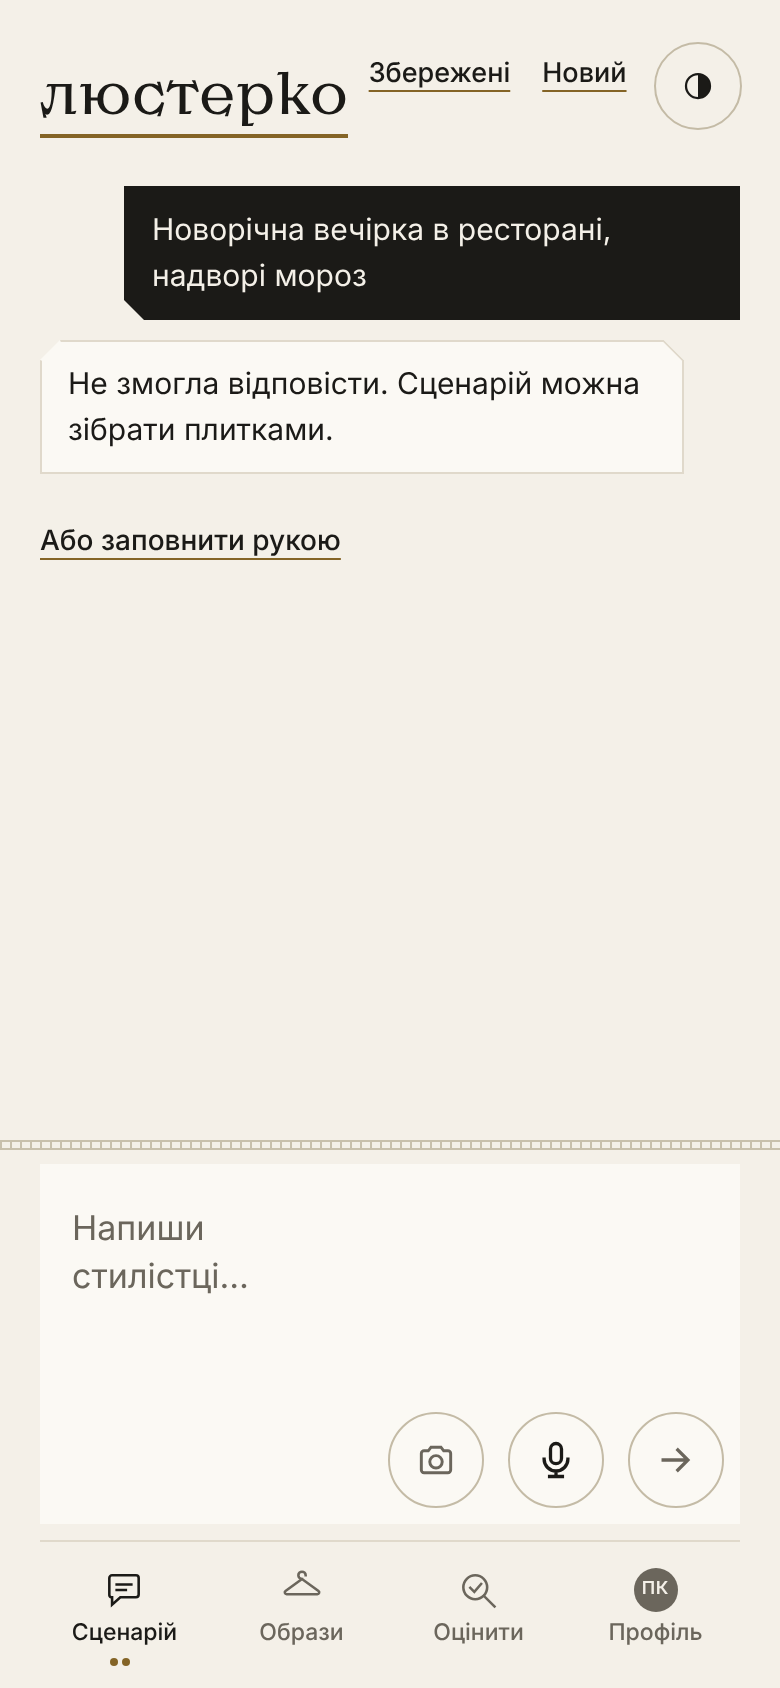 люстерко
Збережені
Новий
Новорічна вечірка в ресторані,
надворі мороз
Не змогла відповісти. Сценарій можна
зібрати плитками.
Або заповнити рукою
Напиши
стилістці...
ПК
Сценарій
Образи
Оцінити
Профіль